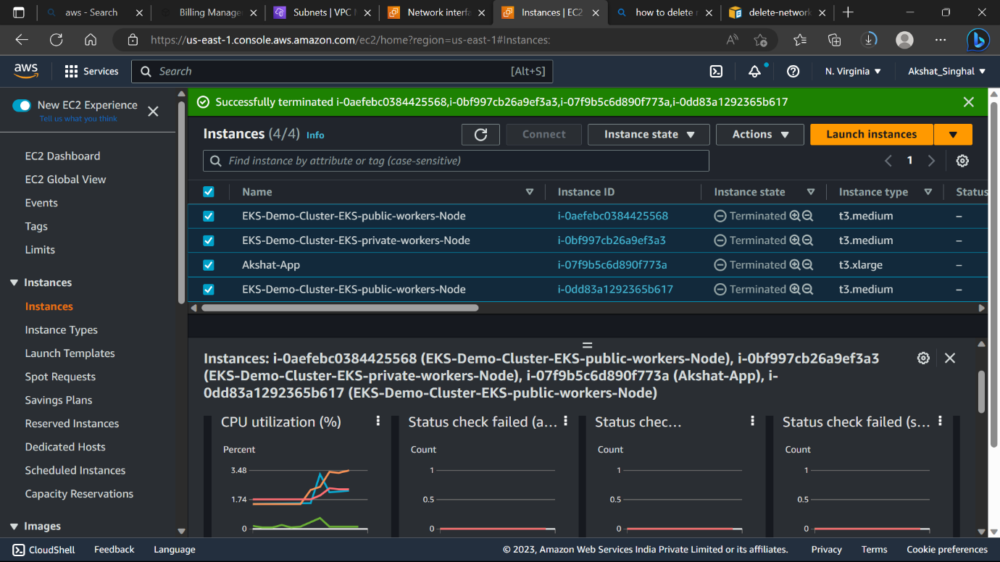 aws - Search
Billing Manage
Subnets | VPC
Network interfa
Instances | EC2
how to delete
delete-network
https://us-east-1.console.aws.amazon.com/ec2/home?region=us-east-1#Instances:
aws
Services
Search
[Alt+S]
N. Virginia
Akshat_Singhal
New EC2 Experience
Tell us what you think
EC2 Dashboard
EC2 Global View
Events
Tags
Limits
Instances
Instances
Instance Types
Launch Templates
Spot Requests
Savings Plans
Reserved Instances
Dedicated Hosts
Scheduled Instances
Capacity Reservations
Images
Successfully terminated i-0aefebc0384425568,i-0bf997cb26a9ef3a3,i-07f9b5c6d890f773a,i-0dd83a1292365b617
Instances (4/4) Info
Connect
Instance state
Actions
Launch instances
Find instance by attribute or tag (case-sensitive)
1
Name Instance ID Instance state Instance type Status
EKS-Demo-Cluster-EKS-public-workers-Node i-0aefebc0384425568 Terminated t3.medium –
EKS-Demo-Cluster-EKS-private-workers-Node i-0bf997cb26a9ef3a3 Terminated t3.medium –
Akshat-App i-07f9b5c6d890f773a Terminated t3.xlarge –
EKS-Demo-Cluster-EKS-public-workers-Node i-0dd83a1292365b617 Terminated t3.medium –
Instances: i-0aefebc0384425568 (EKS-Demo-Cluster-EKS-public-workers-Node), i-0bf997cb26a9ef3a3
(EKS-Demo-Cluster-EKS-private-workers-Node), i-07f9b5c6d890f773a (Akshat-App), i-
0dd83a1292365b617 (EKS-Demo-Cluster-EKS-public-workers-Node)
CPU utilization (%)
Percent
3.48
1.74
0
Status check failed (a...
Count
1
0.5
0
Status chec...
Count
1
0.5
0
Status check failed (s...
Count
1
0.5
0
CloudShell
Feedback
Language
© 2023, Amazon Web Services India Private Limited or its affiliates.
Privacy
Terms
Cookie preferences